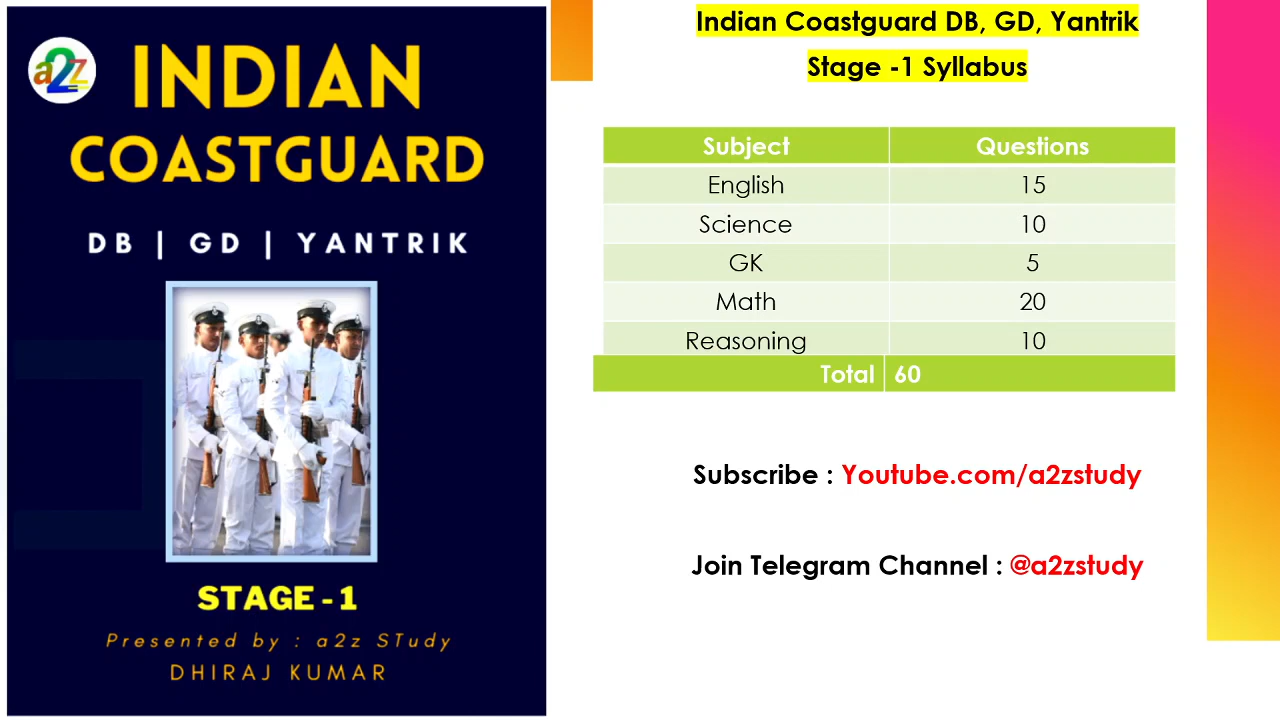 a2z
INDIAN
COASTGUARD
DB | GD | YANTRIK
STAGE - 1
Presented by : a2z STudy
DHIRAJ KUMAR
Indian Coastguard DB, GD, Yantrik
Stage -1 Syllabus
Subject Questions
English 15
Science 10
GK 5
Math 20
Reasoning 10
Total 60
Subscribe : Youtube.com/a2zstudy
Join Telegram Channel : @a2zstudy